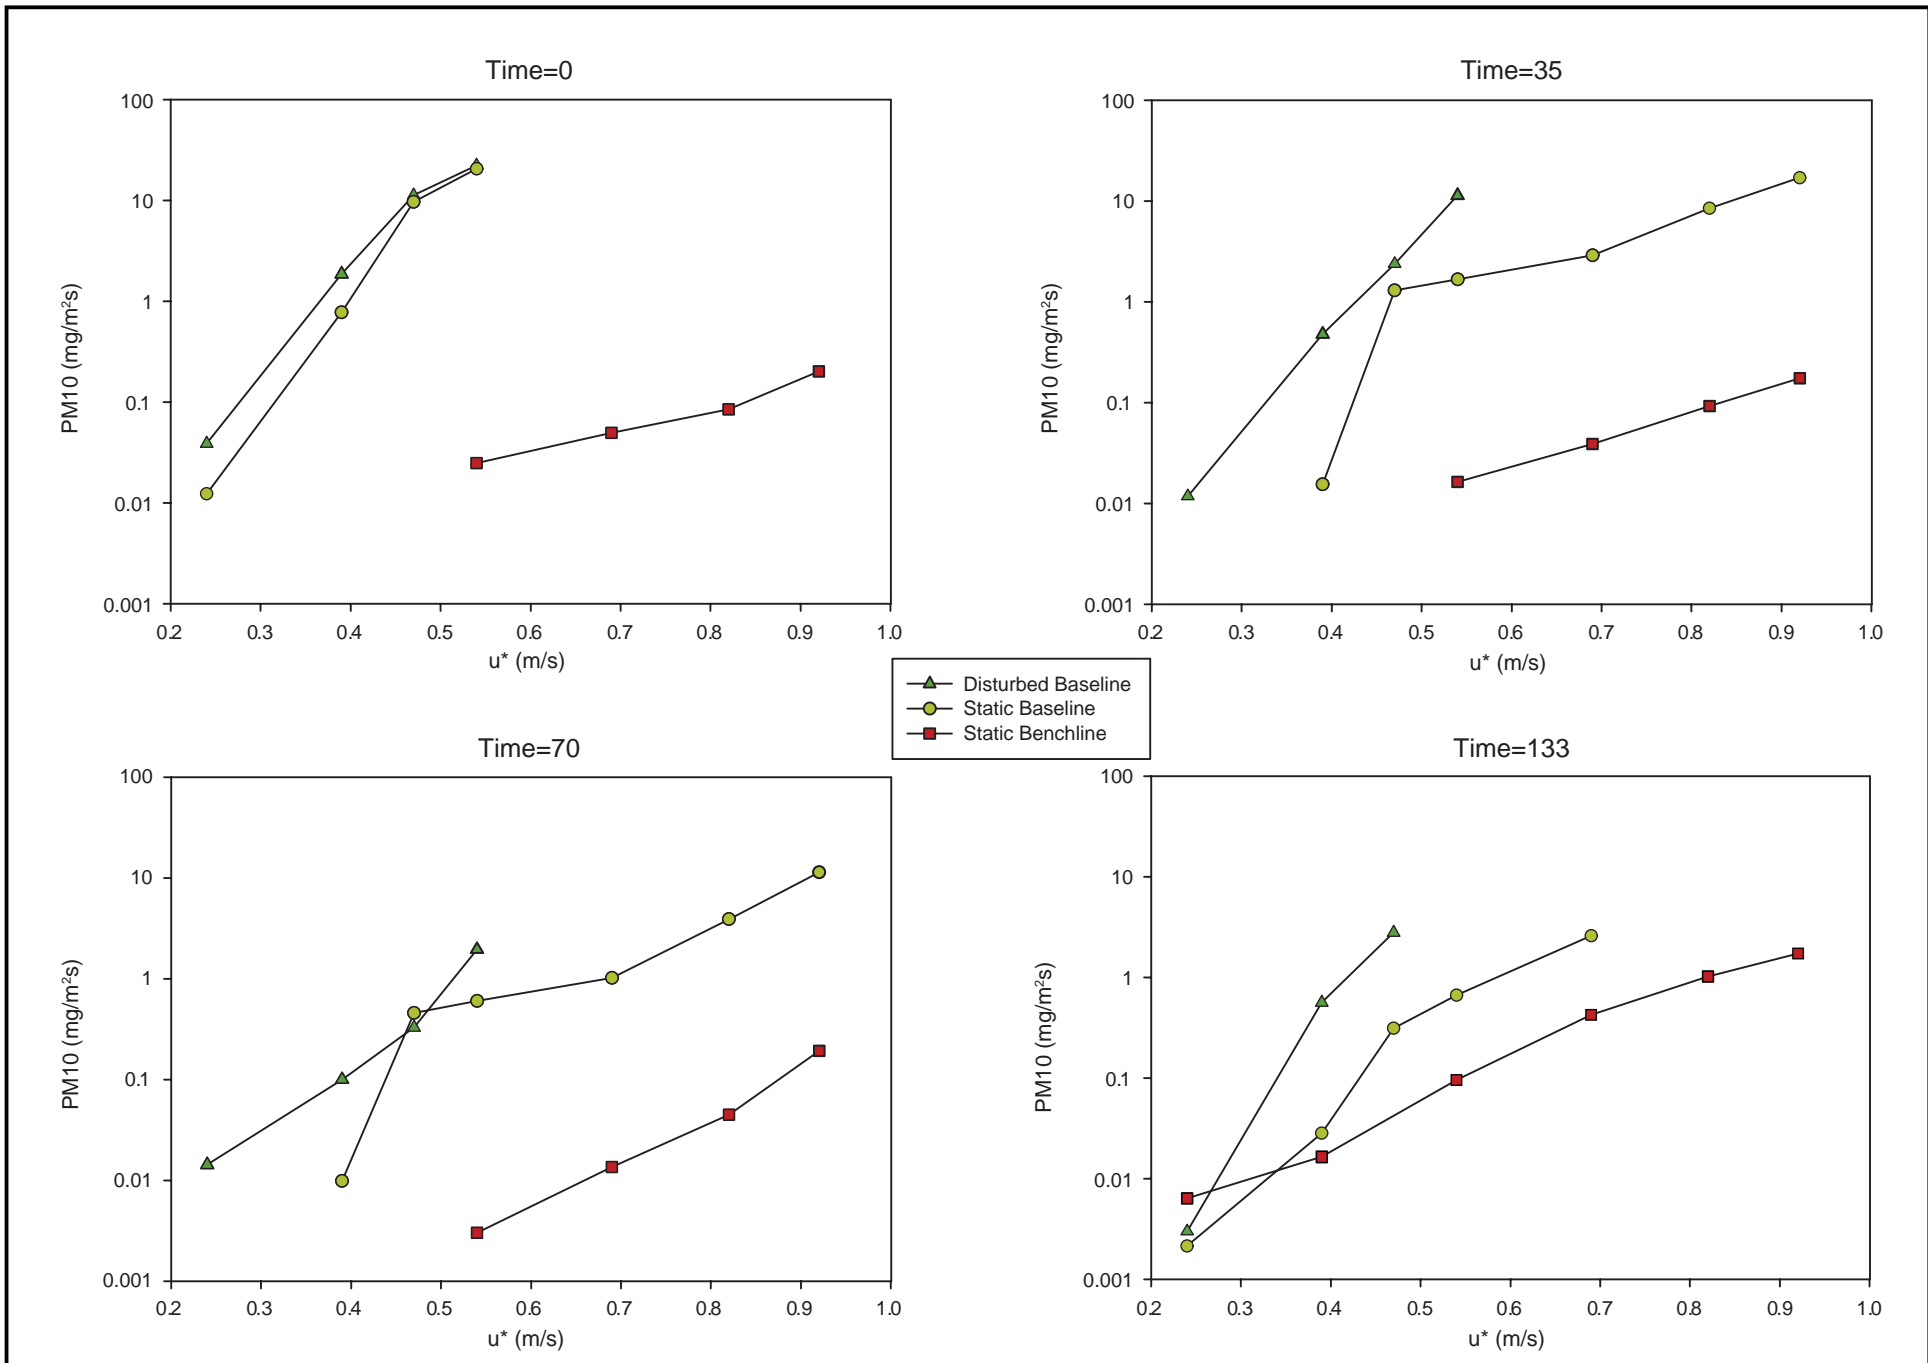 Time=0
100
10
1
0.1
0.01
0.001
PM10 (mg/m²s)
0.2 0.3 0.4 0.5 0.6 0.7 0.8 0.9 1.0
u* (m/s)
Time=35
100
10
1
0.1
0.01
0.001
PM10 (mg/m²s)
0.2 0.3 0.4 0.5 0.6 0.7 0.8 0.9 1.0
u* (m/s)
Disturbed Baseline
Static Baseline
Static Benchline
Time=70
100
10
1
0.1
0.01
0.001
PM10 (mg/m²s)
0.2 0.3 0.4 0.5 0.6 0.7 0.8 0.9 1.0
u* (m/s)
Time=133
100
10
1
0.1
0.01
0.001
PM10 (mg/m²s)
0.2 0.3 0.4 0.5 0.6 0.7 0.8 0.9 1.0
u* (m/s)